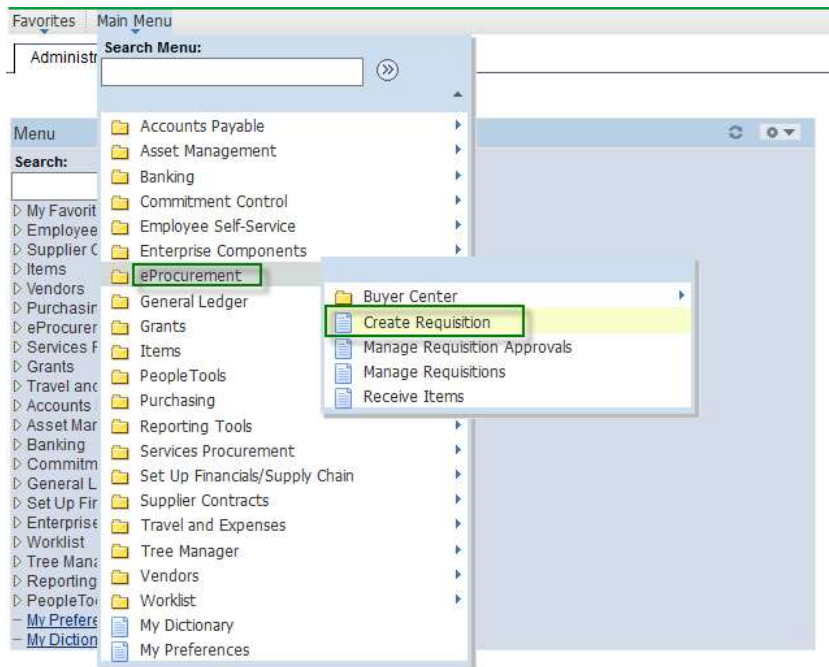 Favorites Main Menu
Administr
Search Menu:
Menu
Search:
My Favorit
Employee
Supplier C
Items
Vendors
Purchasin
eProcurer
Services F
Grants
Travel and
Accounts
Asset Mar
Banking
Commitm
General L
Set Up Fir
Enterprise
Worklist
Tree Mana
Reporting
PeopleToo
My Prefere
My Diction
Accounts Payable
Asset Management
Banking
Commitment Control
Employee Self-Service
Enterprise Components
eProcurement
General Ledger
Grants
Items
PeopleTools
Purchasing
Reporting Tools
Services Procurement
Set Up Financials/Supply Chain
Supplier Contracts
Travel and Expenses
Tree Manager
Vendors
Worklist
My Dictionary
My Preferences
Buyer Center
Create Requisition
Manage Requisition Approvals
Manage Requisitions
Receive Items